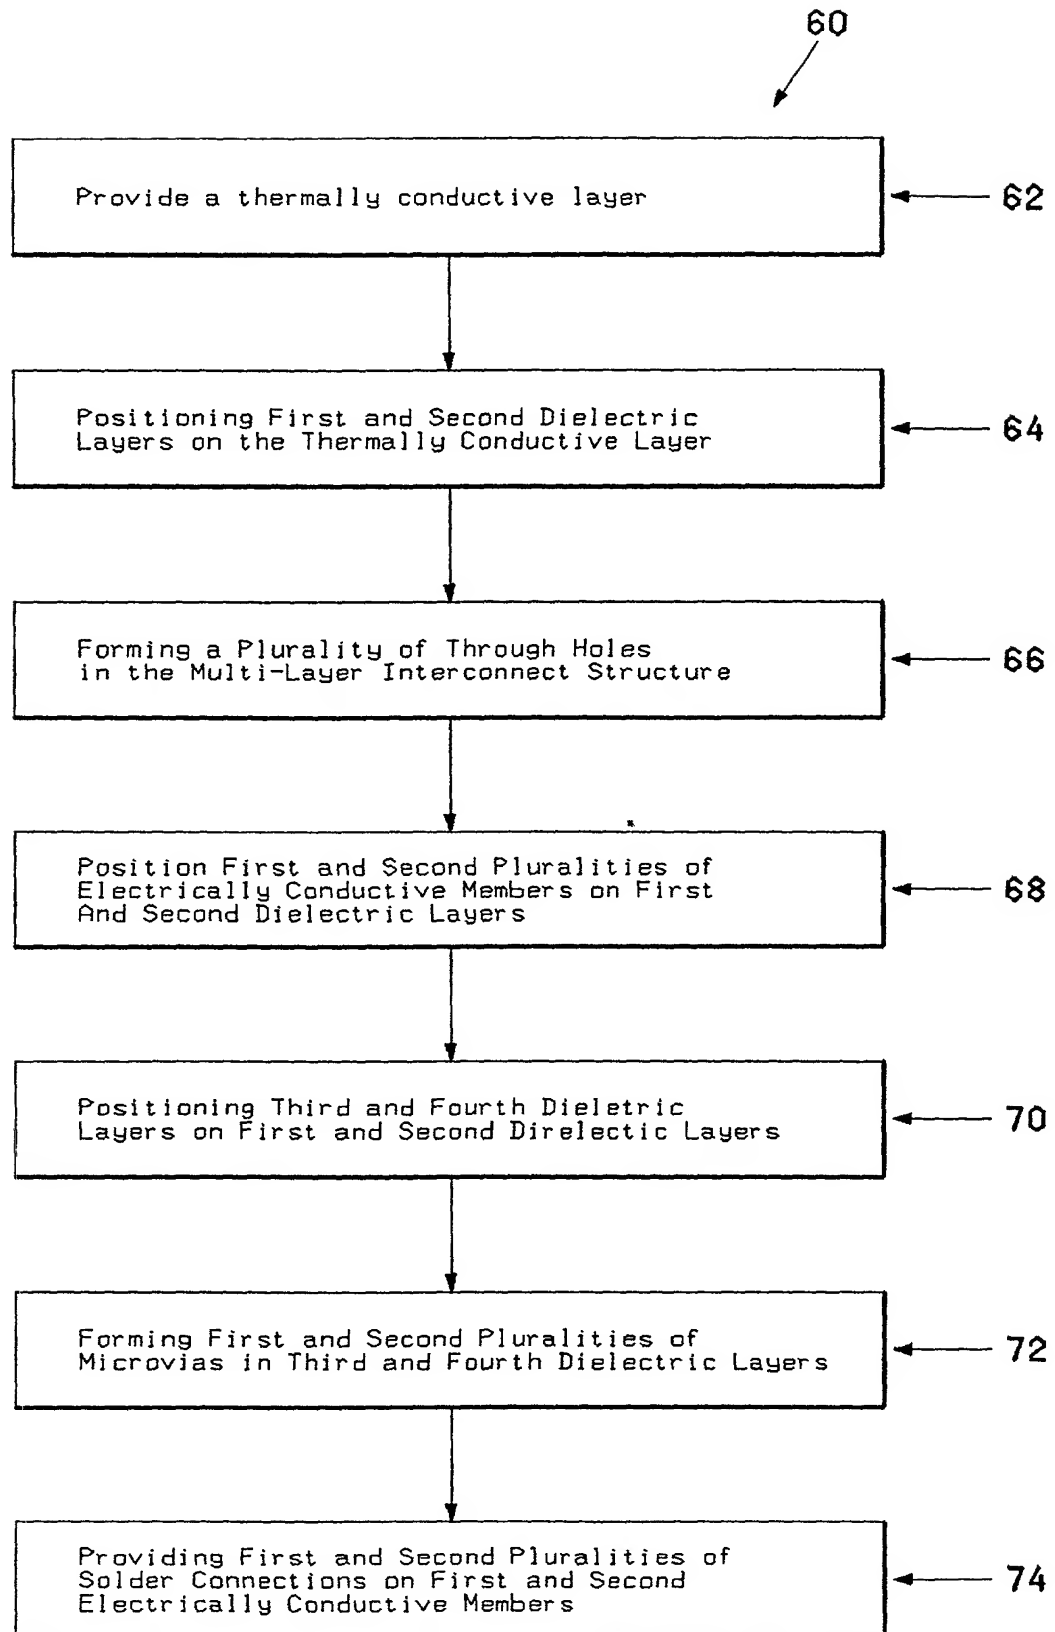 60
Provide a thermally conductive layer
62
Positioning First and Second Dielectric
Layers on the Thermally Conductive Layer
64
Forming a Plurality of Through Holes
in the Multi-Layer Interconnect Structure
66
Position First and Second Pluralities of
Electrically Conductive Members on First
And Second Dielectric Layers
68
Positioning Third and Fourth Dieletric
Layers on First and Second Direlectic Layers
70
Forming First and Second Pluralities of
Microvias in Third and Fourth Dielectric Layers
72
Providing First and Second Pluralities of
Solder Connections on First and Second
Electrically Conductive Members
74